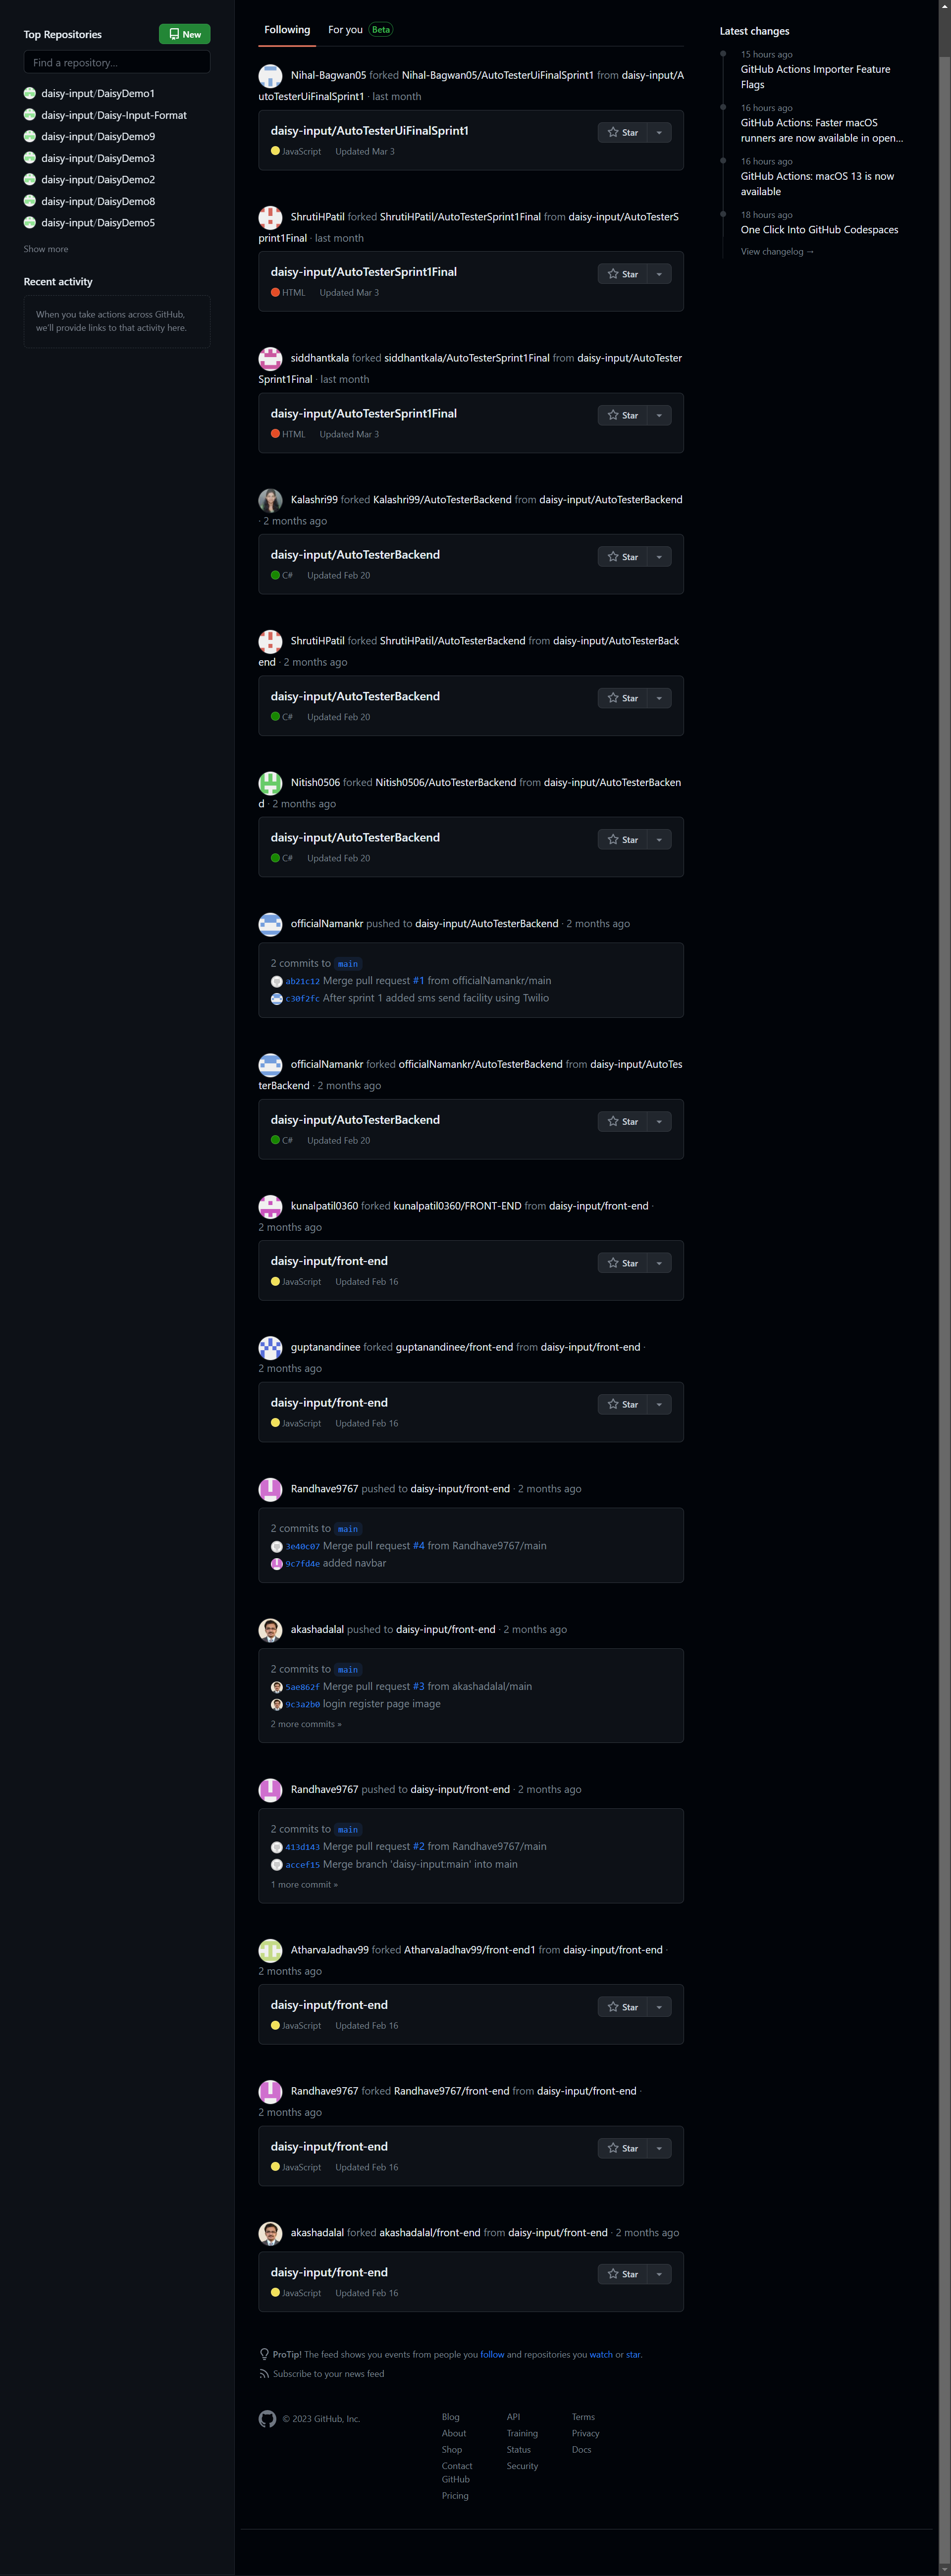 Top Repositories
New
Find a repository...
daisy-input/DaisyDemo1
daisy-input/Daisy-Input-Format
daisy-input/DaisyDemo9
daisy-input/DaisyDemo3
daisy-input/DaisyDemo2
daisy-input/DaisyDemo8
daisy-input/DaisyDemo5
Show more
Recent activity
When you take actions across GitHub,
we'll provide links to that activity here.
Following
For you Beta
Nihal-Bagwan05 forked Nihal-Bagwan05/AutoTesterUiFinalSprint1 from daisy-input/A
utoTesterUiFinalSprint1 · last month
daisy-input/AutoTesterUiFinalSprint1
Star
JavaScript Updated Mar 3
ShrutiHPatil forked ShrutiHPatil/AutoTesterSprint1Final from daisy-input/AutoTesterS
print1Final · last month
daisy-input/AutoTesterSprint1Final
Star
HTML Updated Mar 3
siddhantkala forked siddhantkala/AutoTesterSprint1Final from daisy-input/AutoTester
Sprint1Final · last month
daisy-input/AutoTesterSprint1Final
Star
HTML Updated Mar 3
Kalashri99 forked Kalashri99/AutoTesterBackend from daisy-input/AutoTesterBackend
· 2 months ago
daisy-input/AutoTesterBackend
Star
C# Updated Feb 20
ShrutiHPatil forked ShrutiHPatil/AutoTesterBackend from daisy-input/AutoTesterBack
end · 2 months ago
daisy-input/AutoTesterBackend
Star
C# Updated Feb 20
Nitish0506 forked Nitish0506/AutoTesterBackend from daisy-input/AutoTesterBacken
d · 2 months ago
daisy-input/AutoTesterBackend
Star
C# Updated Feb 20
officialNamankr pushed to daisy-input/AutoTesterBackend · 2 months ago
2 commits to main
ab21c12 Merge pull request #1 from officialNamankr/main
c30f2fc After sprint 1 added sms send facility using Twilio
officialNamankr forked officialNamankr/AutoTesterBackend from daisy-input/AutoTes
terBackend · 2 months ago
daisy-input/AutoTesterBackend
Star
C# Updated Feb 20
kunalpatil0360 forked kunalpatil0360/FRONT-END from daisy-input/front-end ·
2 months ago
daisy-input/front-end
Star
JavaScript Updated Feb 16
guptanandinee forked guptanandinee/front-end from daisy-input/front-end ·
2 months ago
daisy-input/front-end
Star
JavaScript Updated Feb 16
Randhave9767 pushed to daisy-input/front-end · 2 months ago
2 commits to main
3e40c07 Merge pull request #4 from Randhave9767/main
9c7fd4e added navbar
akashadalal pushed to daisy-input/front-end · 2 months ago
2 commits to main
5ae862f Merge pull request #3 from akashadalal/main
9c3a2b0 login register page image
2 more commits »
Randhave9767 pushed to daisy-input/front-end · 2 months ago
2 commits to main
413d143 Merge pull request #2 from Randhave9767/main
accef15 Merge branch 'daisy-input:main' into main
1 more commit »
AtharvaJadhav99 forked AtharvaJadhav99/front-end1 from daisy-input/front-end ·
2 months ago
daisy-input/front-end
Star
JavaScript Updated Feb 16
Randhave9767 forked Randhave9767/front-end from daisy-input/front-end ·
2 months ago
daisy-input/front-end
Star
JavaScript Updated Feb 16
akashadalal forked akashadalal/front-end from daisy-input/front-end · 2 months ago
daisy-input/front-end
Star
JavaScript Updated Feb 16
ProTip! The feed shows you events from people you follow and repositories you watch or star.
Subscribe to your news feed
Latest changes
15 hours ago
GitHub Actions Importer Feature
Flags
16 hours ago
GitHub Actions: Faster macOS
runners are now available in open...
16 hours ago
GitHub Actions: macOS 13 is now
available
18 hours ago
One Click Into GitHub Codespaces
View changelog →
© 2023 GitHub, Inc.
Blog
About
Shop
Contact
GitHub
Pricing
API
Training
Status
Security
Terms
Privacy
Docs